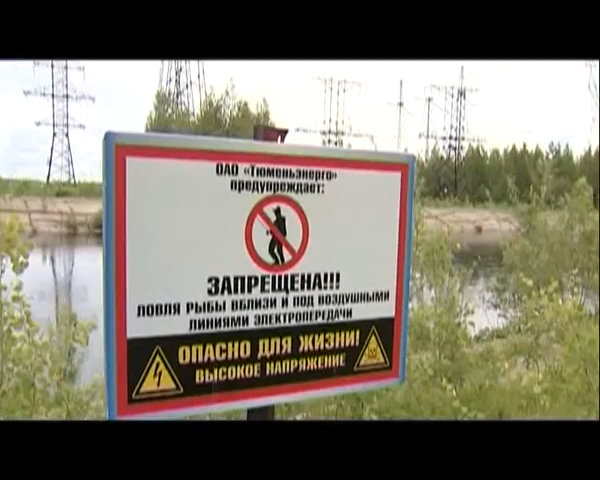 ОАО «Тюменьэнерго»
предупреждает:
ЗАПРЕЩЕНА!!!
ЛОВЛЯ РЫБЫ ВБЛИЗИ И ПОД ВОЗДУШНЫМИ
ЛИНИЯМИ ЭЛЕКТРОПЕРЕДАЧИ
ОПАСНО ДЛЯ ЖИЗНИ!
ВЫСОКОЕ НАПРЯЖЕНИЕ